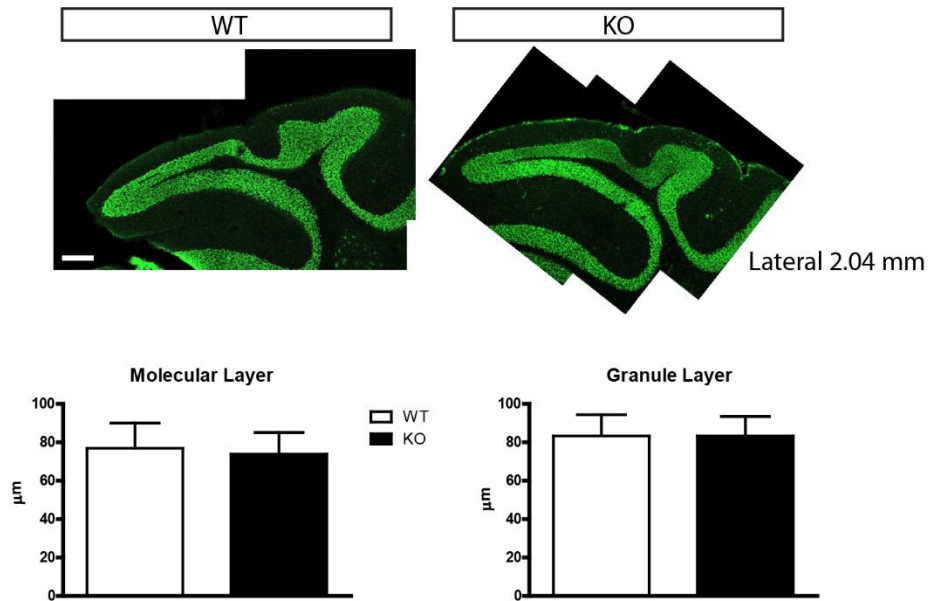 WT
KO
Lateral 2.04 mm
Molecular Layer
100
80
60
40
20
0
µm
WT
KO
Granule Layer
100
80
60
40
20
0
µm